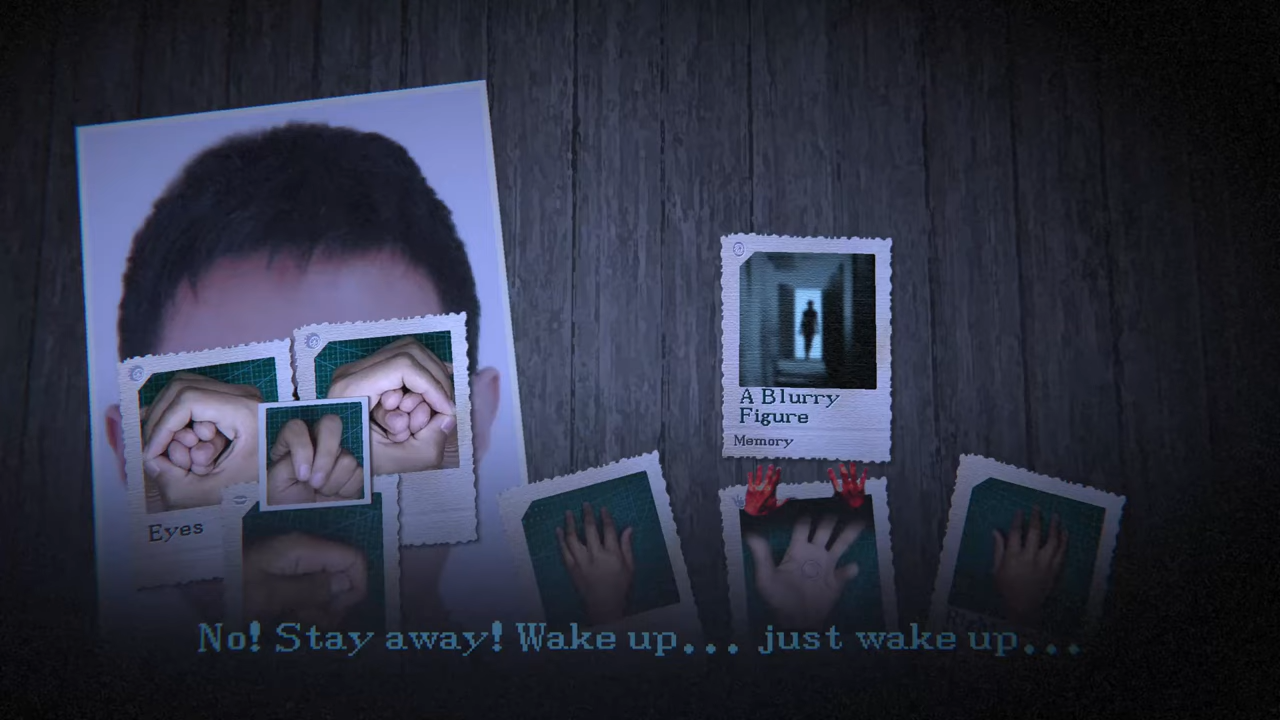 A Blurry
Figure
Memory
Eyes
No! Stay away! Wake up... just wake up...